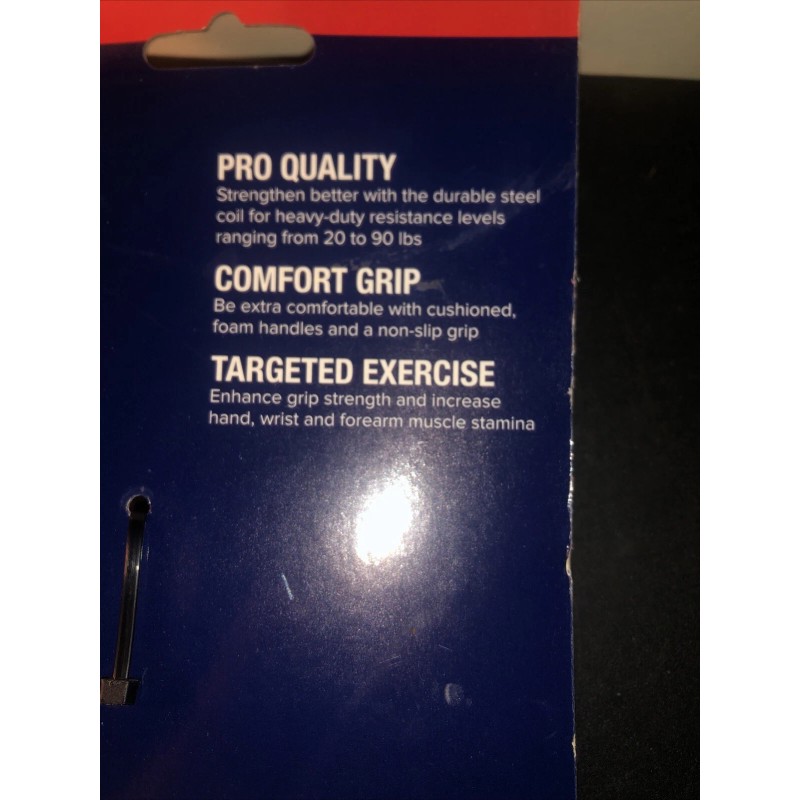 PRO QUALITY
Strengthen better with the durable steel
coil for heavy-duty resistance levels
ranging from 20 to 90 lbs
COMFORT GRIP
Be extra comfortable with cushioned,
foam handles and a non-slip grip
TARGETED EXERCISE
Enhance grip strength and increase
hand, wrist and forearm muscle stamina